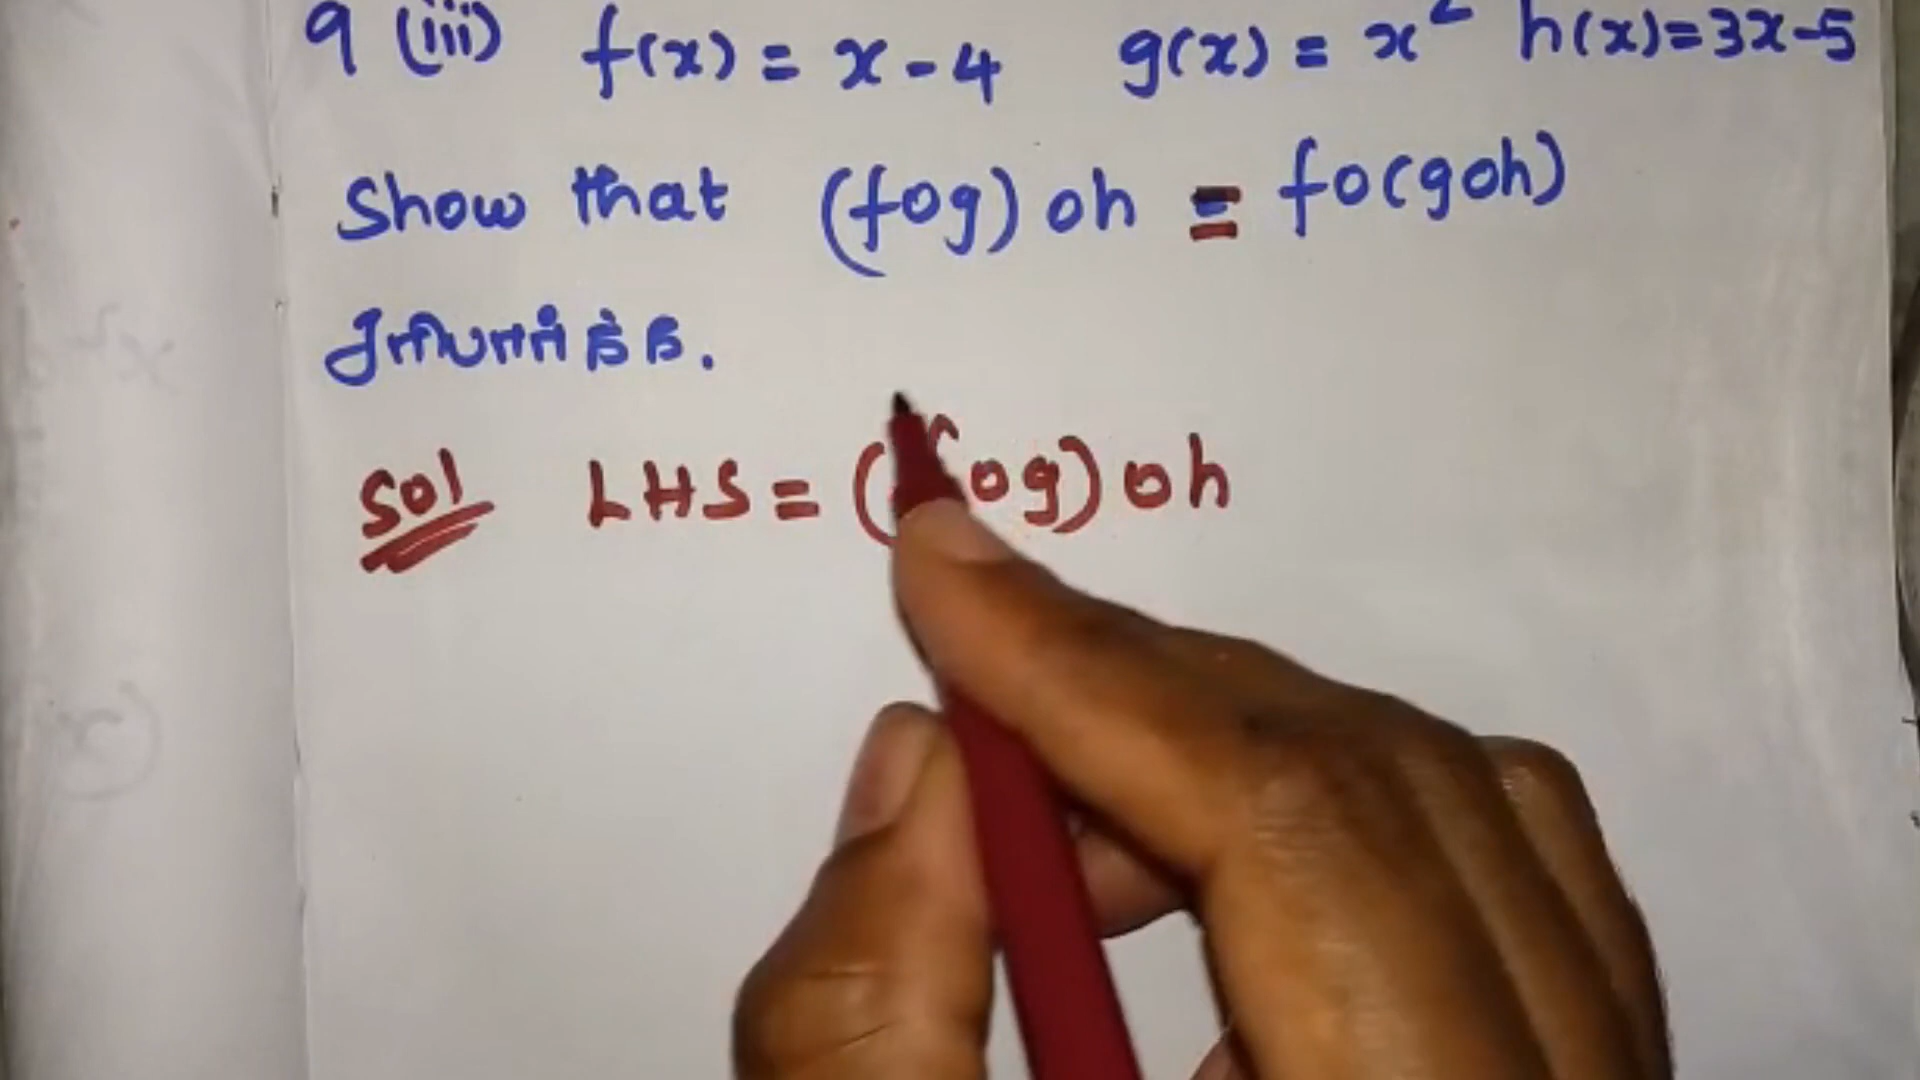 9 (iii) f(x) = x - 4 g(x) = x² h(x)=3x-5
Show that (fog) oh = fo(goh)
Sol LHS = (fog) oh